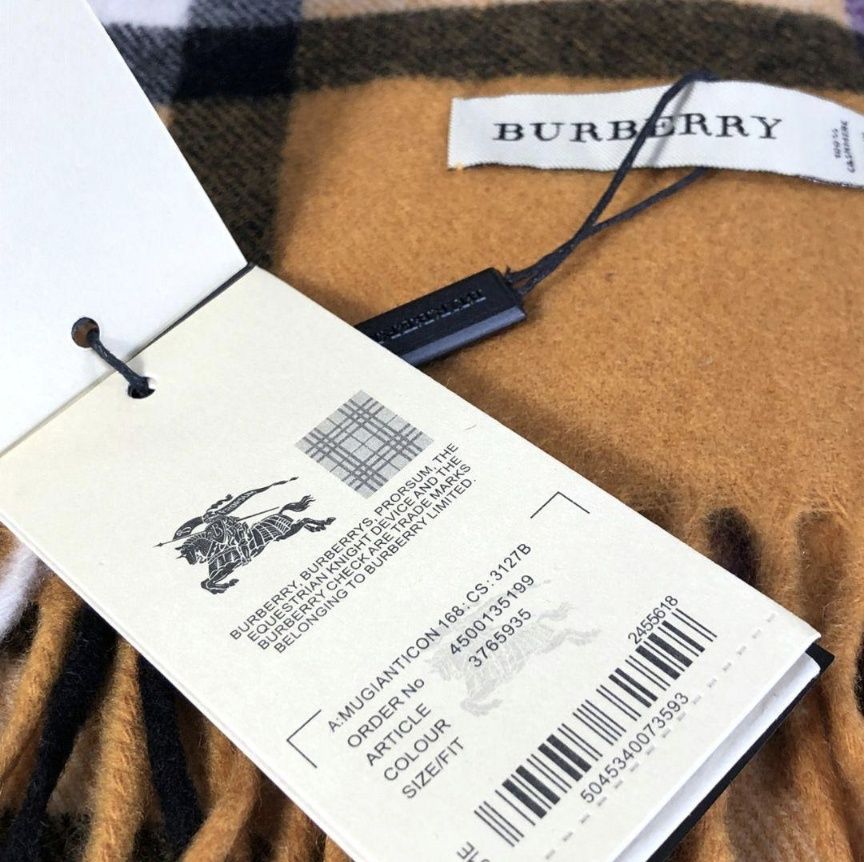 BURBERRY
100%
CASHMERE
BURBERRY
BURBERRY, BURBERRYS, PRORSUM, THE
EQUESTRIAN KNIGHT DEVICE AND THE
BURBERRY CHECK ARE TRADE MARKS
BELONGING TO BURBERRY LIMITED.
A:MUGIANTICON 168: CS: 3127B
ORDER No 4500135199
ARTICLE 3765935
COLOUR
SIZE/FIT
2455618
5045340073593